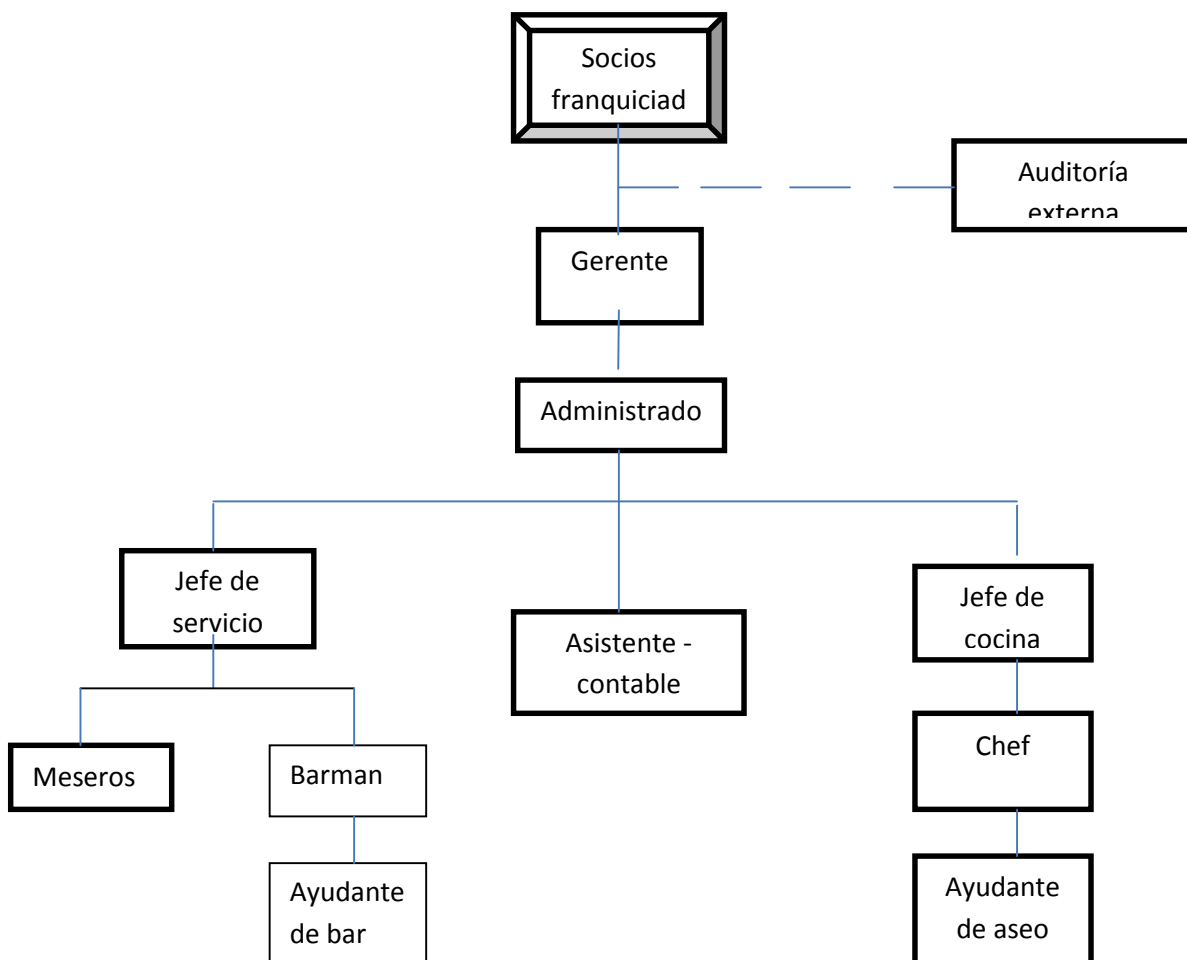 Socios
franquiciad
Auditoría
externa
Gerente
Administrado
Jefe de
servicio
Asistente -
contable
Jefe de
cocina
Meseros
Barman
Chef
Ayudante
de bar
Ayudante
de aseo